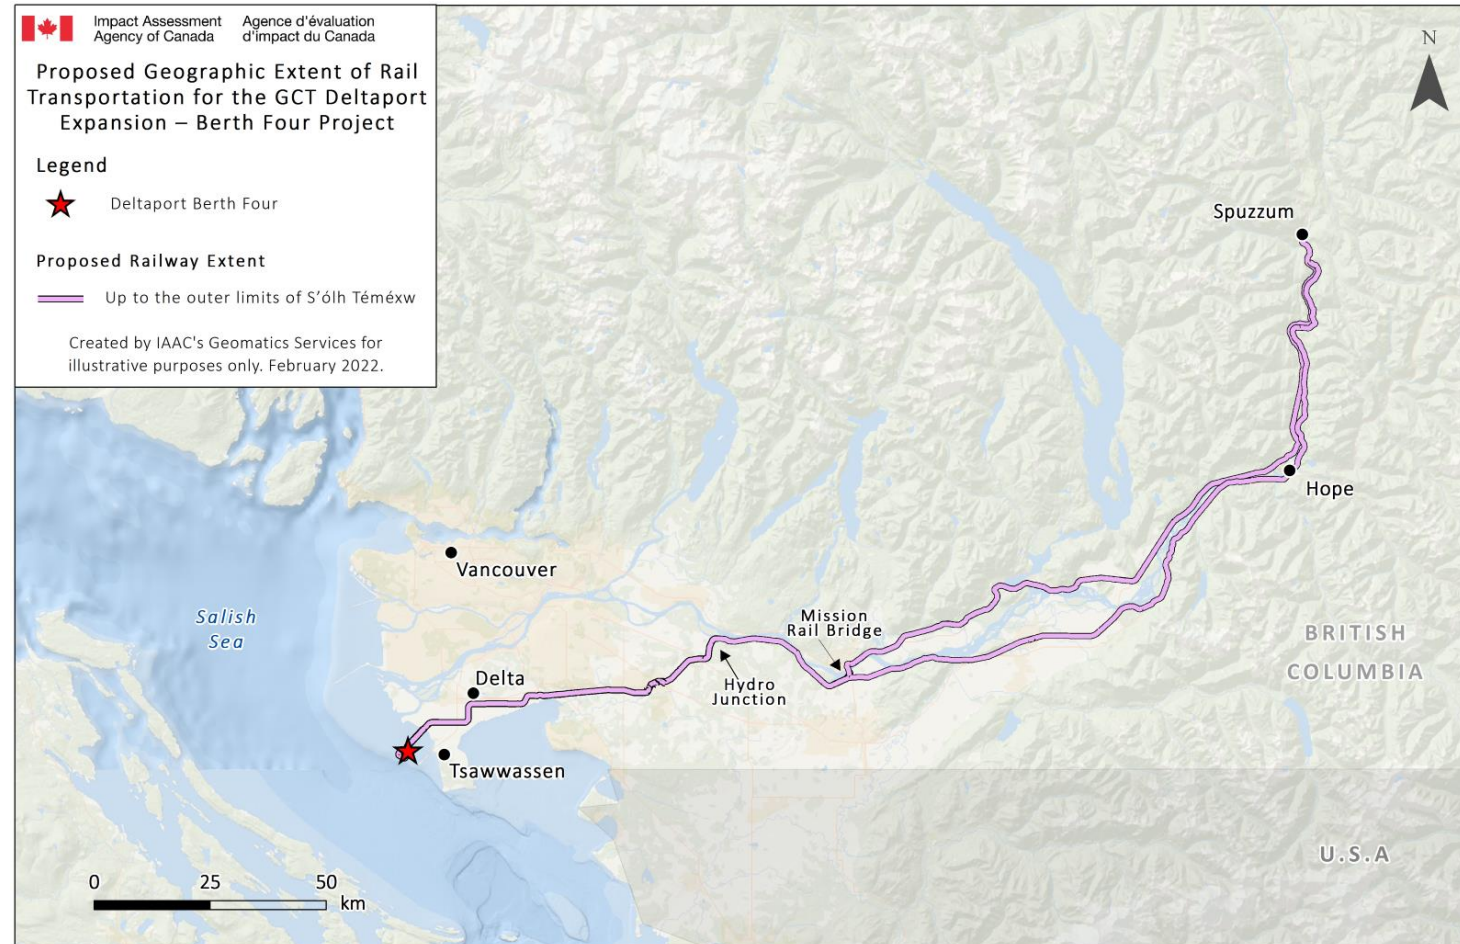 Impact Assessment
Agency of Canada
Agence d'évaluation
d'impact du Canada
Proposed Geographic Extent of Rail
Transportation for the GCT Deltaport
Expansion – Berth Four Project
Legend
Deltaport Berth Four
Proposed Railway Extent
Up to the outer limits of S'ólh Téméxw
Created by IAAC's Geomatics Services for
illustrative purposes only. February 2022.
N
Spuzzum
Hope
Vancouver
Salish
Sea
Mission
Rail Bridge
BRITISH
COLUMBIA
Delta
Hydro
Junction
Tsawwassen
U.S.A
0 25 50
km